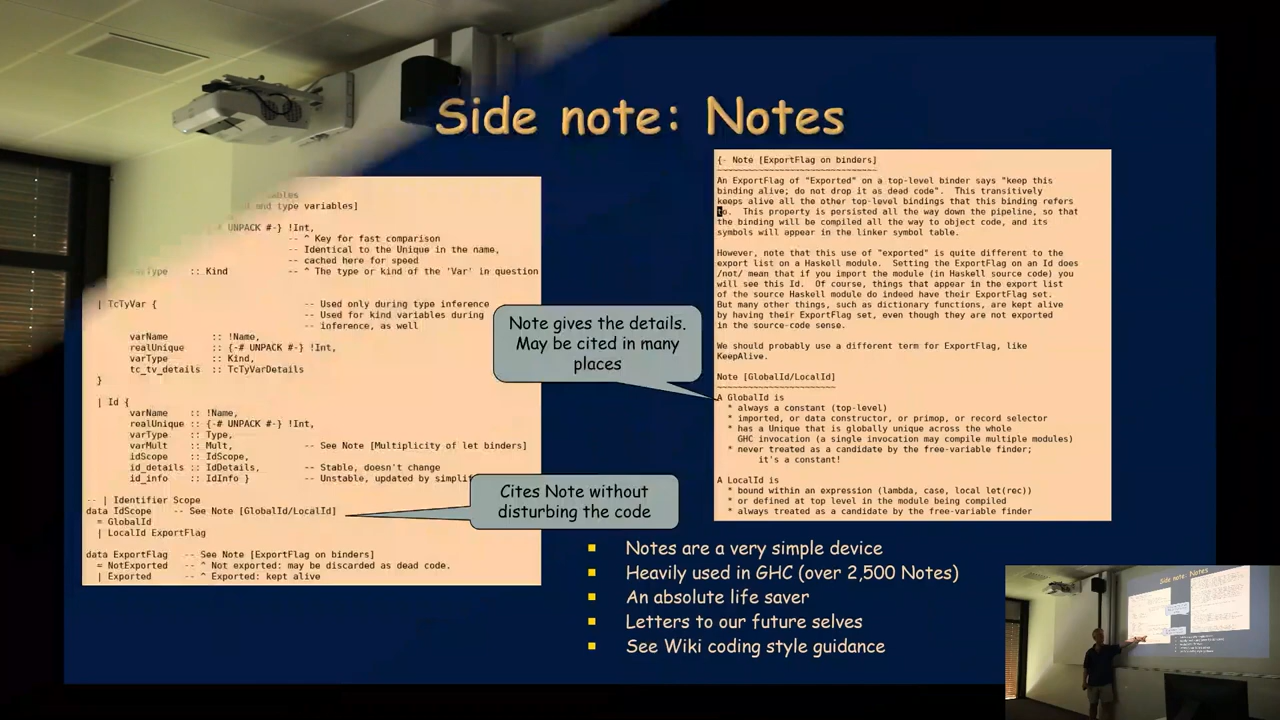 Side note: Notes
ables
d and type variables]
UNPACK #-} !Int,
-- ^ Key for fast comparison
-- Identical to the Unique in the name,
-- cached here for speed
Type :: Kind -- ^ The type or kind of the 'Var' in question
| TcTyVar { -- Used only during type inference
-- Used for kind variables during
-- inference, as well
varName :: !Name,
realUnique :: {-# UNPACK #-} !Int,
varType :: Kind,
tc_tv_details :: TcTyVarDetails
}
| Id {
varName :: !Name,
realUnique :: {-# UNPACK #-} !Int,
varType :: Type,
varMult :: Mult, -- See Note [Multiplicity of let binders]
idScope :: IdScope,
id_details :: IdDetails, -- Stable, doesn't change
id_info :: IdInfo } -- Unstable, updated by simplif
-- | Identifier Scope
data IdScope -- See Note [GlobalId/LocalId]
= GlobalId
| LocalId ExportFlag
data ExportFlag -- See Note [ExportFlag on binders]
= NotExported -- ^ Not exported: may be discarded as dead code.
| Exported -- ^ Exported: kept alive
Note gives the details.
May be cited in many
places
Cites Note without
disturbing the code
{- Note [ExportFlag on binders]
~~~~~~~~~~~~~~~~~~~~~~~~~~~~~~
An ExportFlag of "Exported" on a top-level binder says "keep this
binding alive; do not drop it as dead code". This transitively
keeps alive all the other top-level bindings that this binding refers
to. This property is persisted all the way down the pipeline, so that
the binding will be compiled all the way to object code, and its
symbols will appear in the linker symbol table.
However, note that this use of "exported" is quite different to the
export list on a Haskell module. Setting the ExportFlag on an Id does
/not/ mean that if you import the module (in Haskell source code) you
will see this Id. Of course, things that appear in the export list
of the source Haskell module do indeed have their ExportFlag set.
But many other things, such as dictionary functions, are kept alive
by having their ExportFlag set, even though they are not exported
in the source-code sense.
We should probably use a different term for ExportFlag, like
KeepAlive.
Note [GlobalId/LocalId]
~~~~~~~~~~~~~~~~~~~~~~
A GlobalId is
* always a constant (top-level)
* imported, or data constructor, or primop, or record selector
* has a Unique that is globally unique across the whole
GHC invocation (a single invocation may compile multiple modules)
* never treated as a candidate by the free-variable finder;
it's a constant!
A LocalId is
* bound within an expression (lambda, case, local let(rec))
* or defined at top level in the module being compiled
* always treated as a candidate by the free-variable finder
Notes are a very simple device
Heavily used in GHC (over 2,500 Notes)
An absolute life saver
Letters to our future selves
See Wiki coding style guidance
Side note: Notes